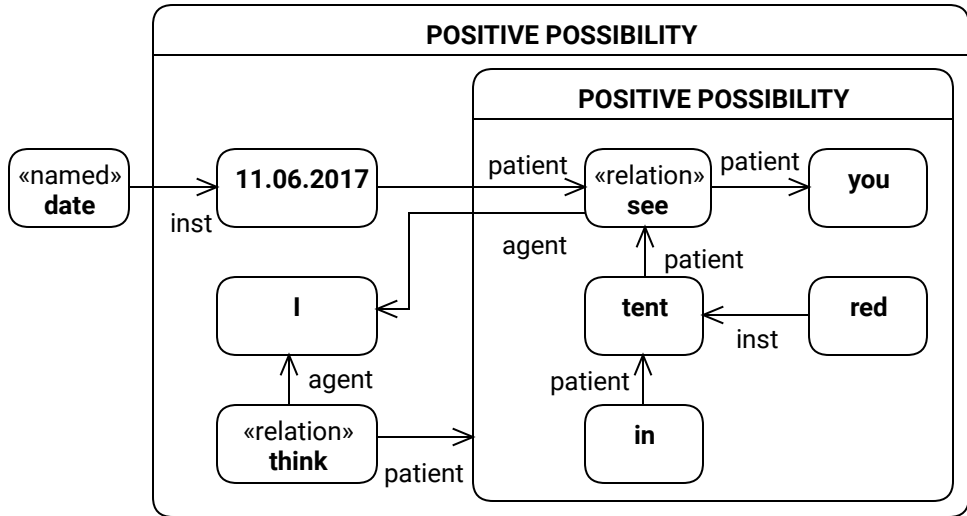 POSITIVE POSSIBILITY
POSITIVE POSSIBILITY
«named»
date
inst
11.06.2017
patient
«relation»
see
patient
you
agent
patient
I
tent
red
inst
agent
patient
«relation»
think
patient
in